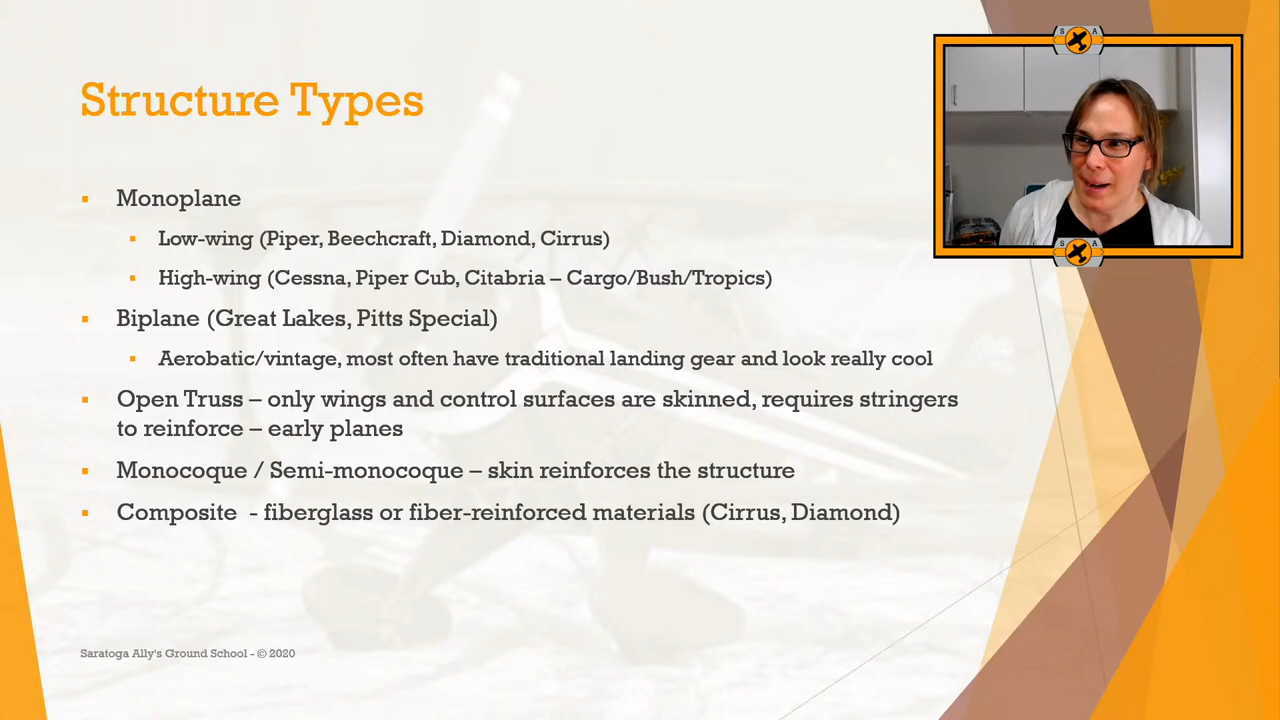 Structure Types
S A
▪ Monoplane
▪ Low-wing (Piper, Beechcraft, Diamond, Cirrus)
▪ High-wing (Cessna, Piper Cub, Citabria – Cargo/Bush/Tropics)
▪ Biplane (Great Lakes, Pitts Special)
▪ Aerobatic/vintage, most often have traditional landing gear and look really cool
▪ Open Truss – only wings and control surfaces are skinned, requires stringers
to reinforce – early planes
▪ Monocoque / Semi-monocoque – skin reinforces the structure
▪ Composite - fiberglass or fiber-reinforced materials (Cirrus, Diamond)
S A
Saratoga Ally's Ground School - © 2020